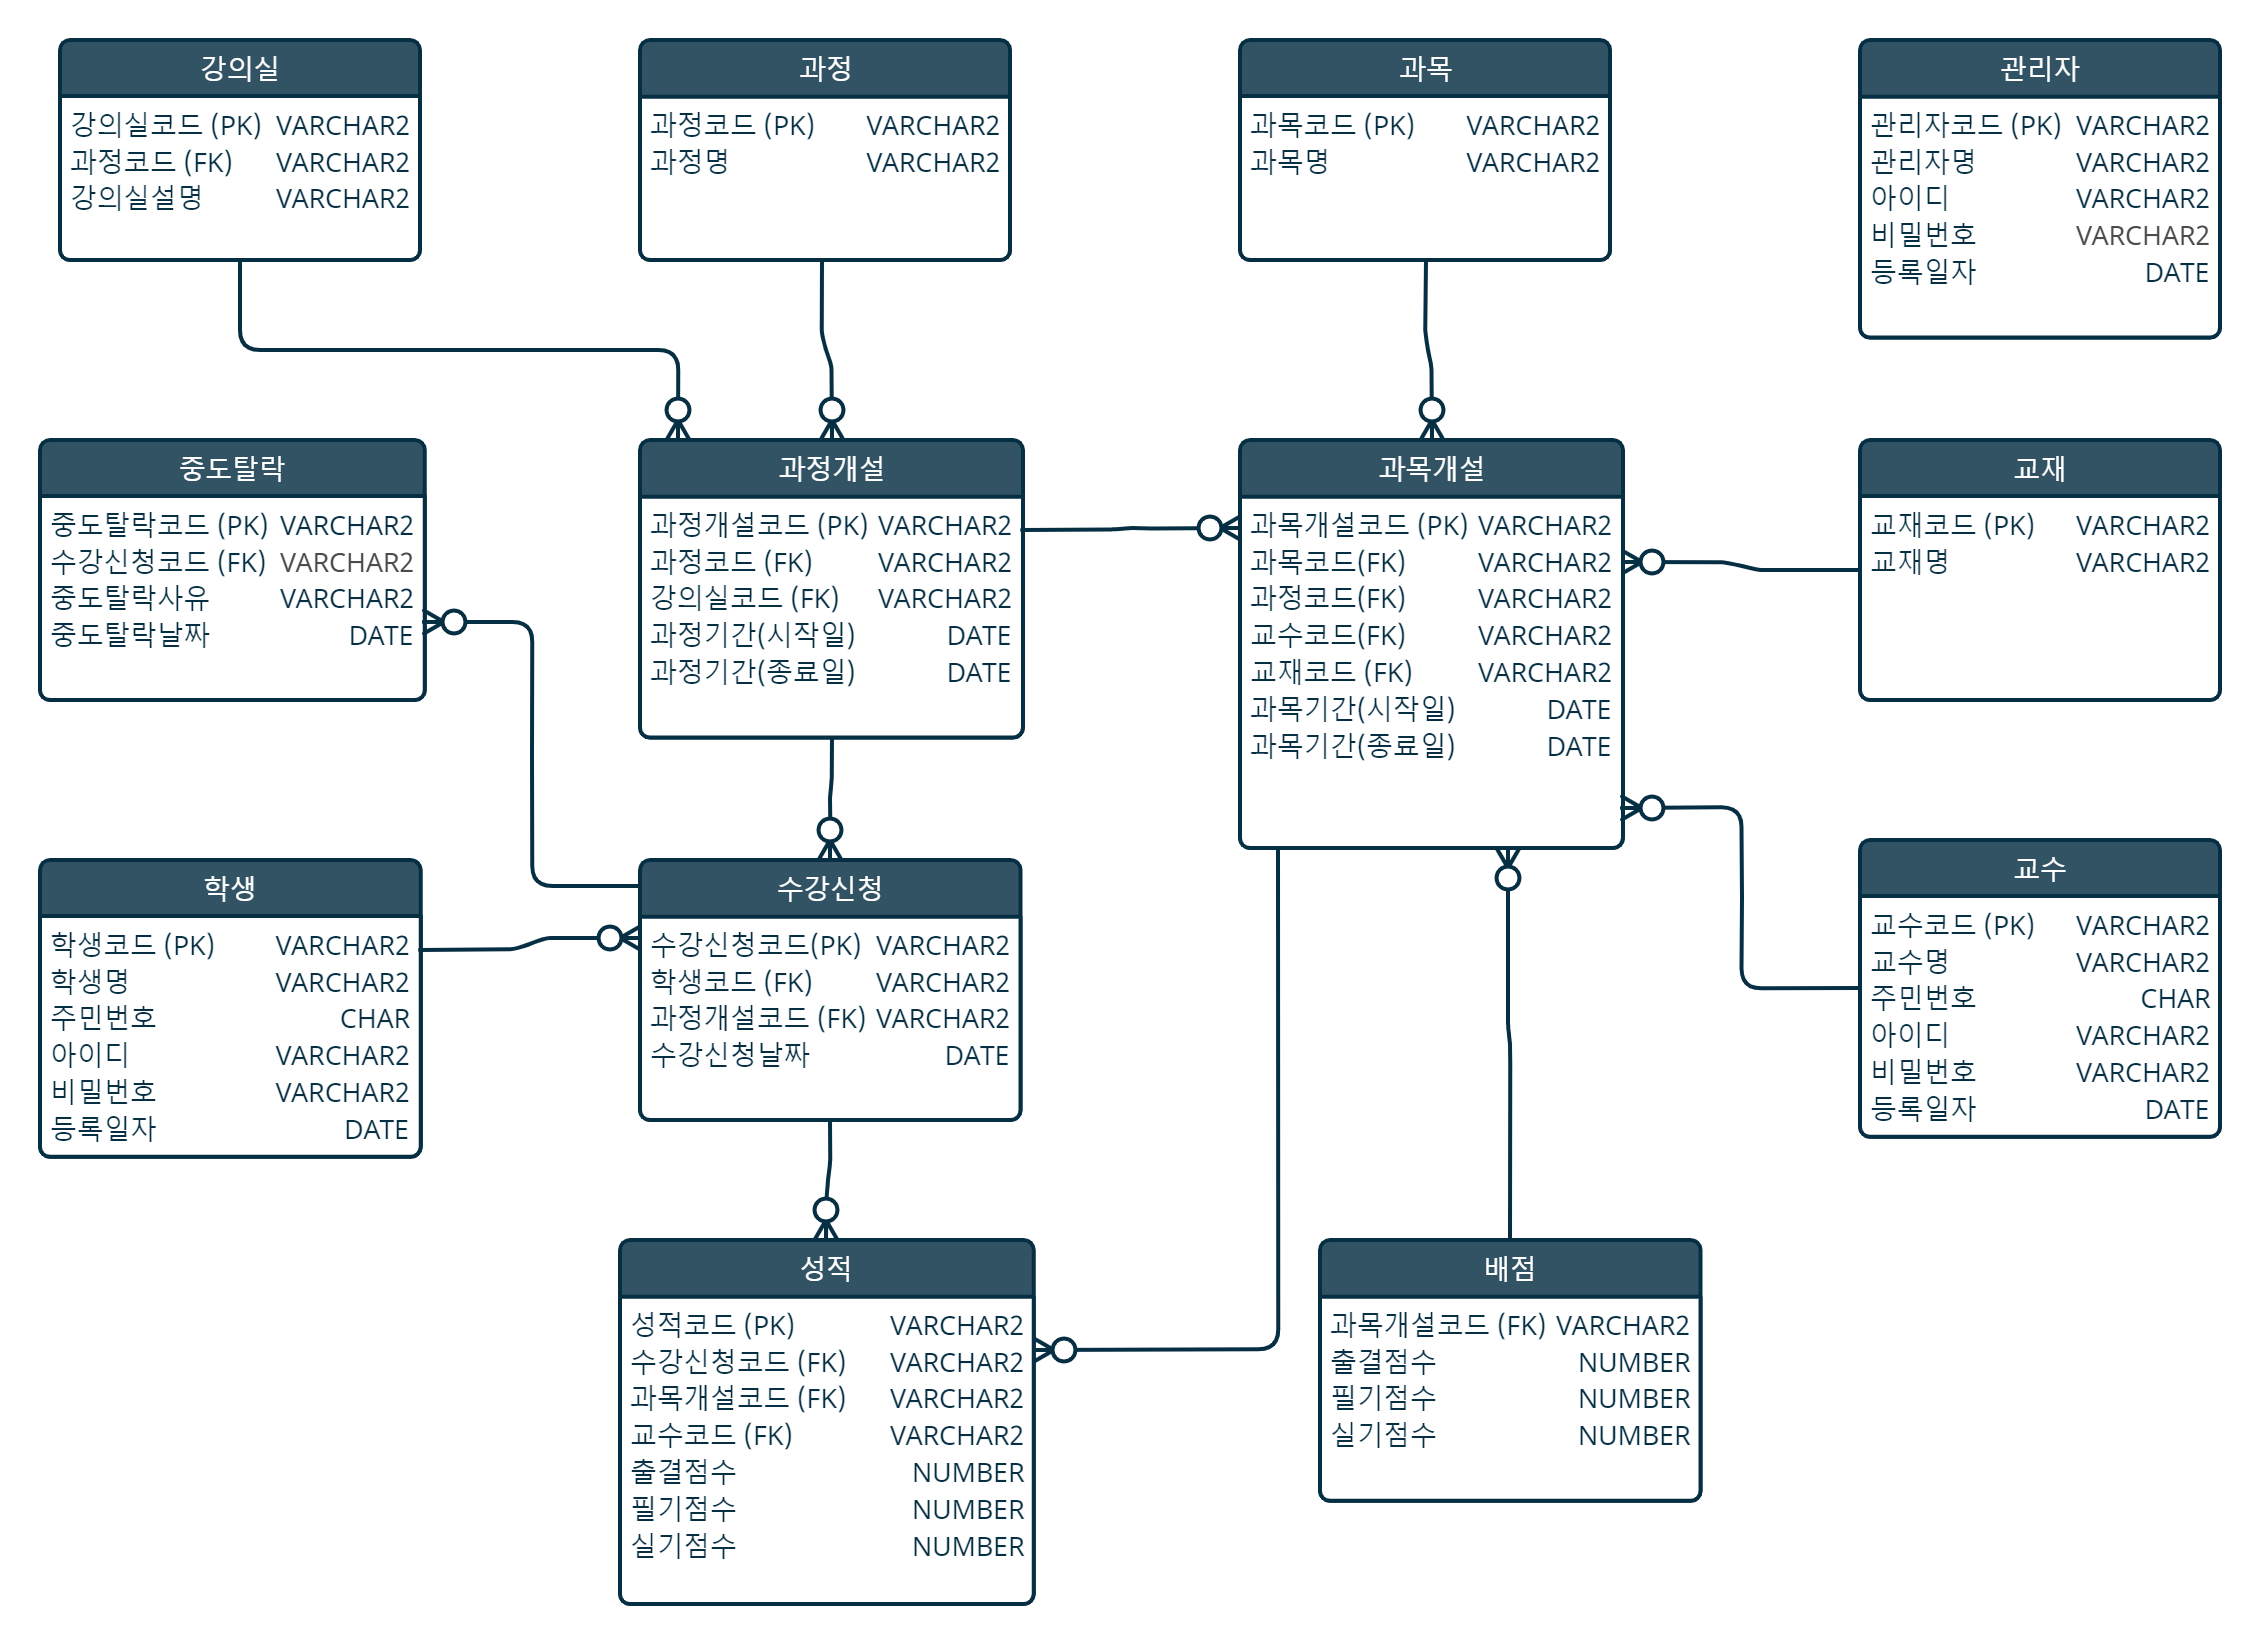 강의실
강의실코드 (PK) VARCHAR2
과정코드 (FK) VARCHAR2
강의실설명 VARCHAR2
과정
과정코드 (PK) VARCHAR2
과정명 VARCHAR2
과목
과목코드 (PK) VARCHAR2
과목명 VARCHAR2
관리자
관리자코드 (PK) VARCHAR2
관리자명 VARCHAR2
아이디 VARCHAR2
비밀번호 VARCHAR2
등록일자 DATE
중도탈락
중도탈락코드 (PK) VARCHAR2
수강신청코드 (FK) VARCHAR2
중도탈락사유 VARCHAR2
중도탈락날짜 DATE
과정개설
과정개설코드 (PK) VARCHAR2
과정코드 (FK) VARCHAR2
강의실코드 (FK) VARCHAR2
과정기간(시작일) DATE
과정기간(종료일) DATE
과목개설
과목개설코드 (PK) VARCHAR2
과목코드(FK) VARCHAR2
과정코드(FK) VARCHAR2
교수코드(FK) VARCHAR2
교재코드 (FK) VARCHAR2
과목기간(시작일) DATE
과목기간(종료일) DATE
교재
교재코드 (PK) VARCHAR2
교재명 VARCHAR2
학생
학생코드 (PK) VARCHAR2
학생명 VARCHAR2
주민번호 CHAR
아이디 VARCHAR2
비밀번호 VARCHAR2
등록일자 DATE
수강신청
수강신청코드(PK) VARCHAR2
학생코드 (FK) VARCHAR2
과정개설코드 (FK) VARCHAR2
수강신청날짜 DATE
교수
교수코드 (PK) VARCHAR2
교수명 VARCHAR2
주민번호 CHAR
아이디 VARCHAR2
비밀번호 VARCHAR2
등록일자 DATE
성적
성적코드 (PK) VARCHAR2
수강신청코드 (FK) VARCHAR2
과목개설코드 (FK) VARCHAR2
교수코드 (FK) VARCHAR2
출결점수 NUMBER
필기점수 NUMBER
실기점수 NUMBER
배점
과목개설코드 (FK) VARCHAR2
출결점수 NUMBER
필기점수 NUMBER
실기점수 NUMBER